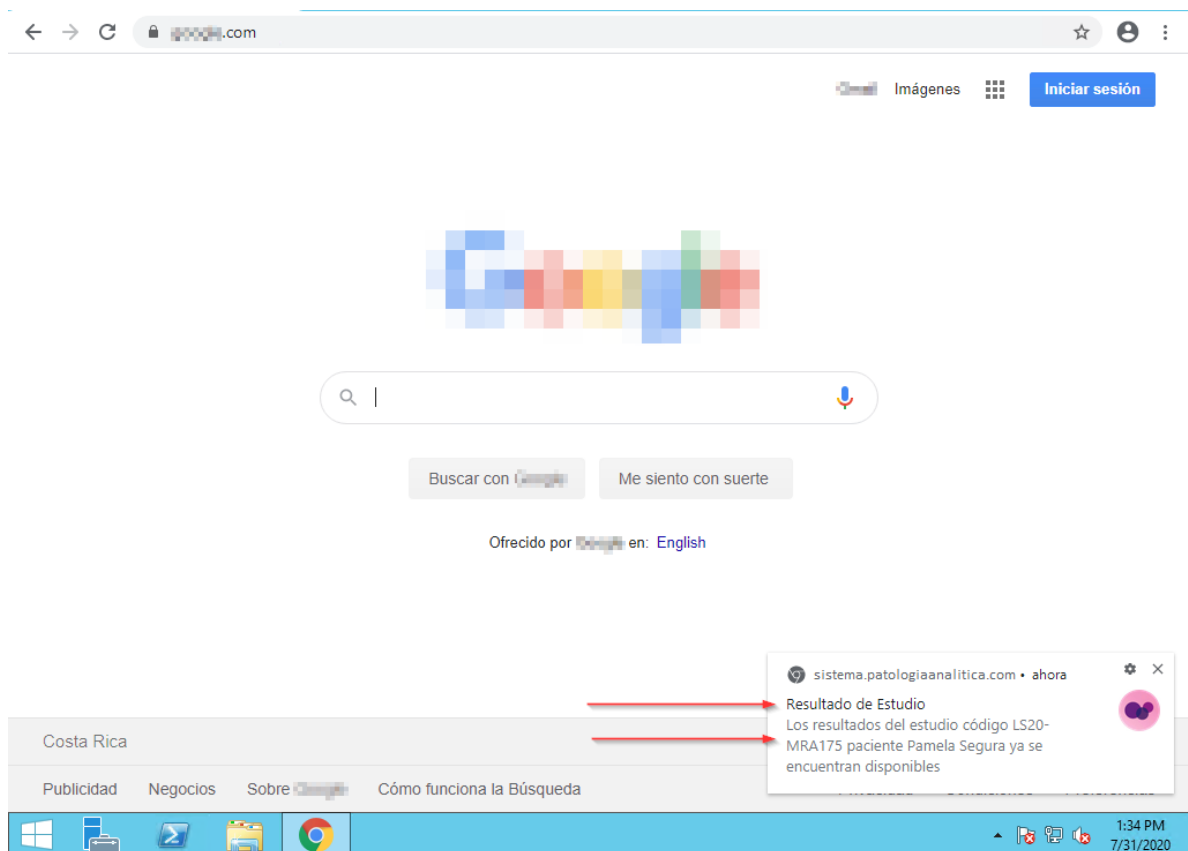 .com
Imágenes
Iniciar sesión
Buscar con
Me siento con suerte
Ofrecido por en: English
sistema.patologiaanalitica.com • ahora
Resultado de Estudio
Los resultados del estudio código LS20-
MRA175 paciente Pamela Segura ya se
encuentran disponibles
Costa Rica
Publicidad
Negocios
Sobre
Cómo funciona la Búsqueda
1:34 PM
7/31/2020